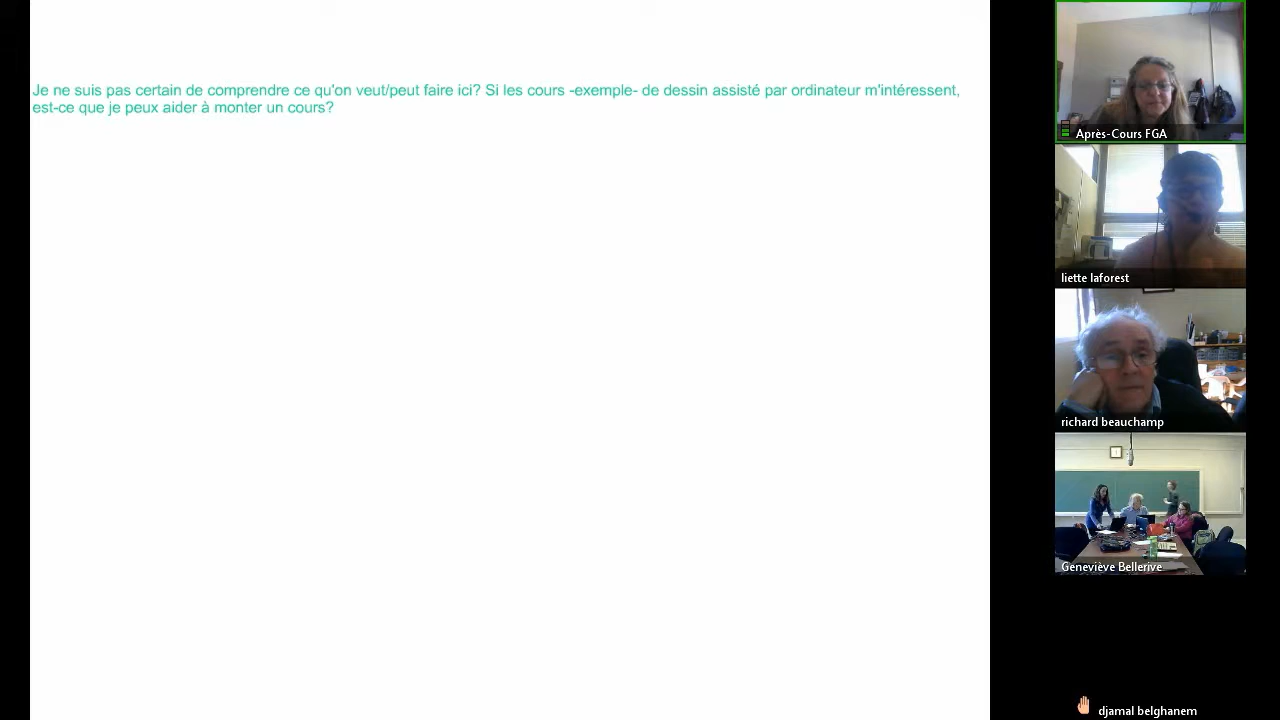 Je ne suis pas certain de comprendre ce qu'on veut/peut faire ici? Si les cours -exemple- de dessin assisté par ordinateur m'intéressent,
est-ce que je peux aider à monter un cours?
Après-Cours FGA
liette laforest
richard beauchamp
Geneviève Bellerive
djamal belghanem